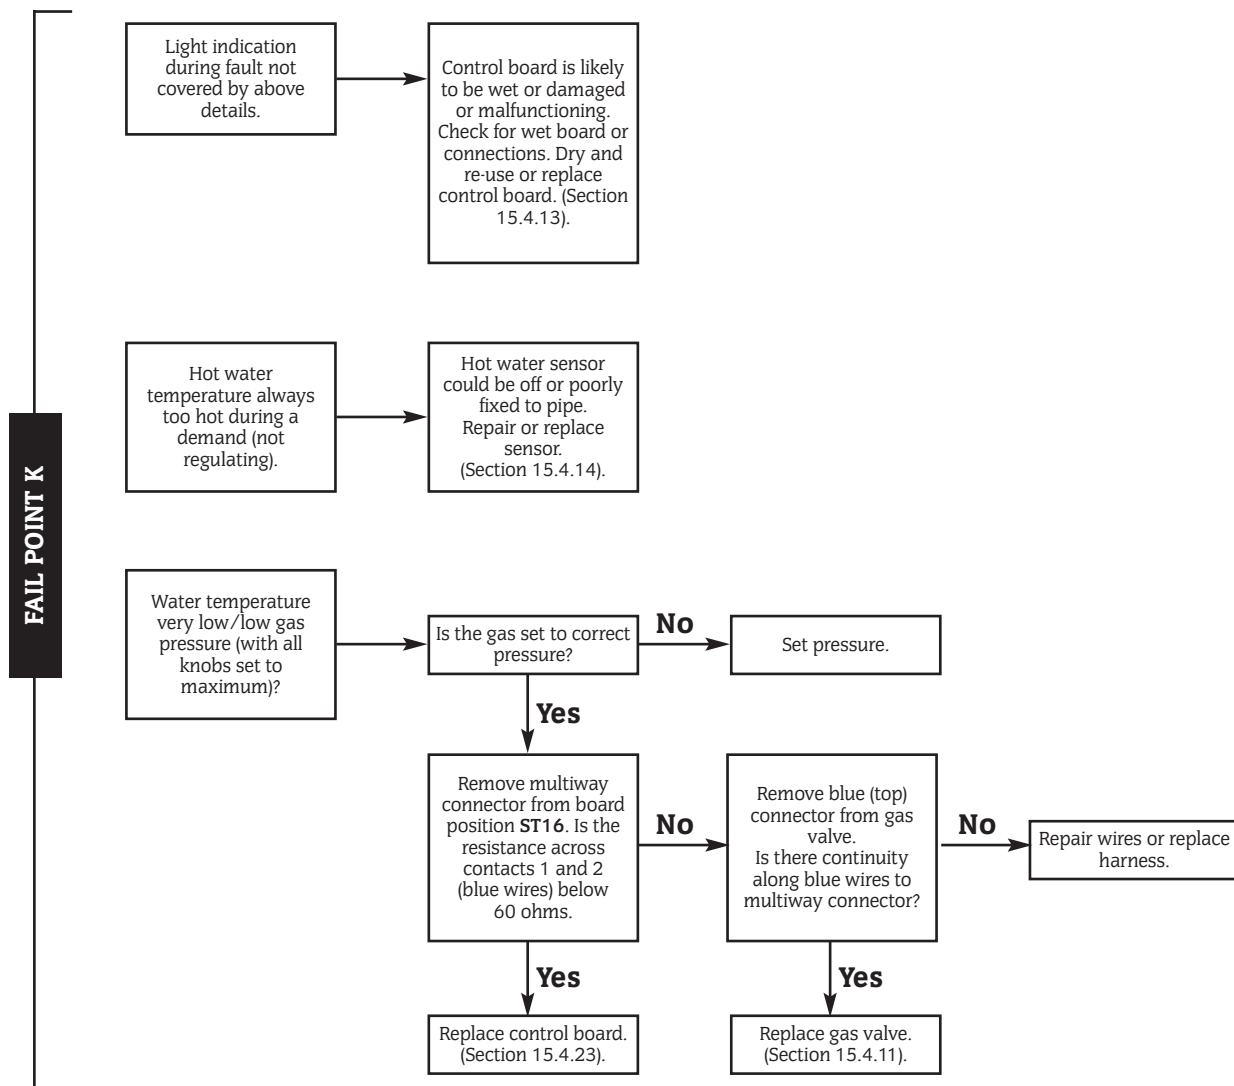 FAIL POINT K
Light indication
during fault not
covered by above
details.
Control board is likely
to be wet or damaged
or malfunctioning.
Check for wet board or
connections. Dry and
re-use or replace
control board. (Section
15.4.13).
Hot water
temperature always
too hot during a
demand (not
regulating).
Hot water sensor
could be off or poorly
fixed to pipe.
Repair or replace
sensor.
(Section 15.4.14).
Water temperature
very low/low gas
pressure (with all
knobs set to
maximum)?
Is the gas set to correct
pressure?
No
Set pressure.
Yes
Remove multiway
connector from board
position ST16. Is the
resistance across
contacts 1 and 2
(blue wires) below
60 ohms.
No
Remove blue (top)
connector from gas
valve.
Is there continuity
along blue wires to
multiway connector?
No
Repair wires or replace
harness.
Yes
Replace control board.
(Section 15.4.23).
Yes
Replace gas valve.
(Section 15.4.11).